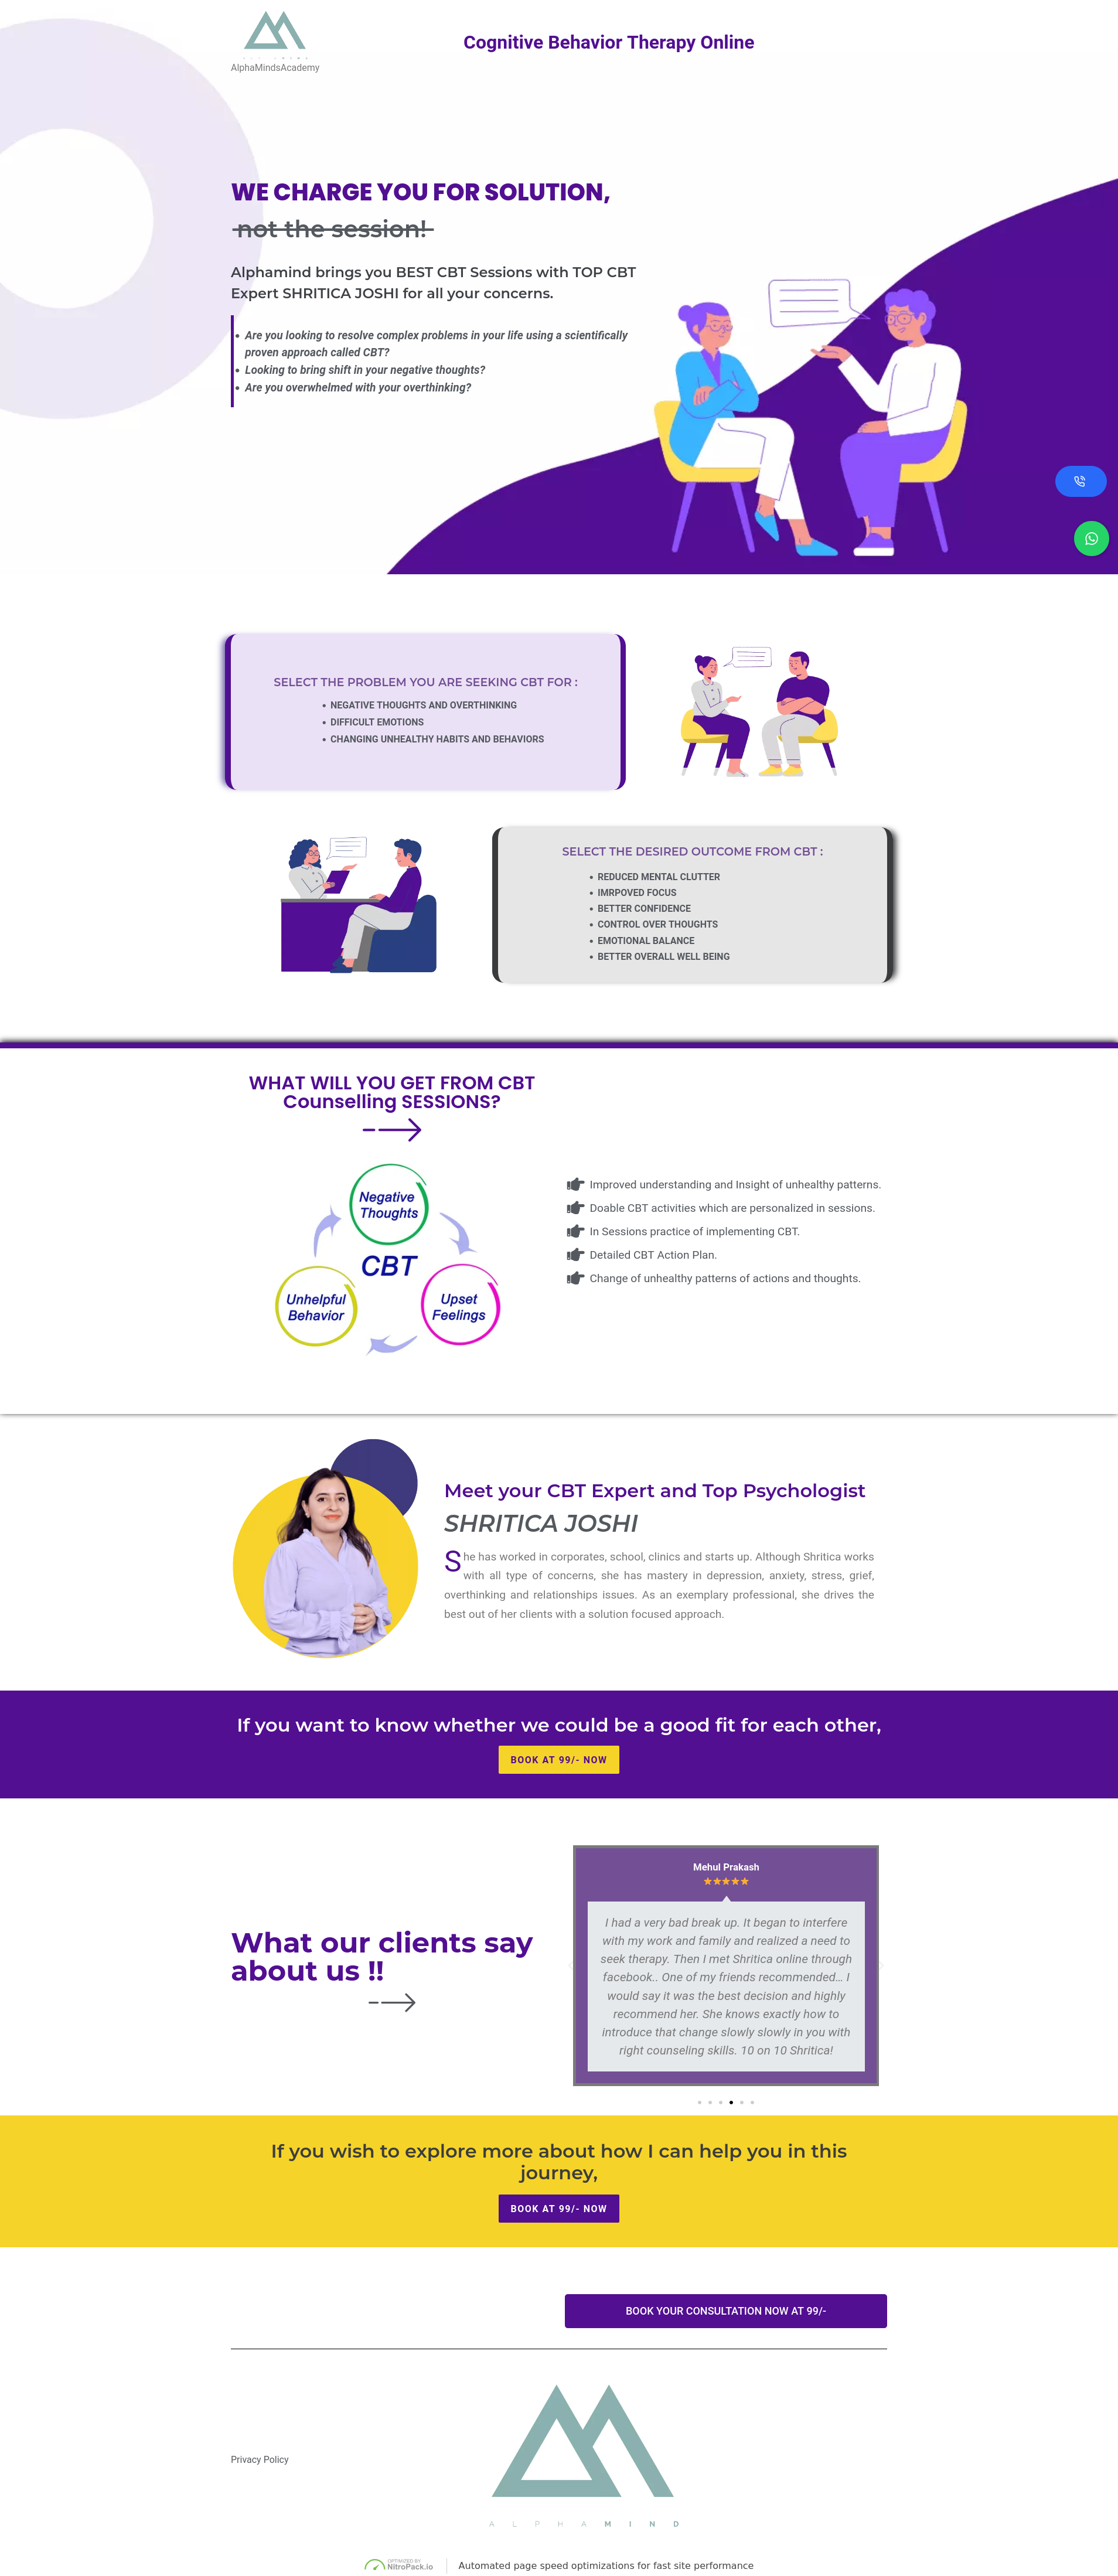 AlphaMindsAcademy
Cognitive Behavior Therapy Online
WE CHARGE YOU FOR SOLUTION,
not the session!
Alphamind brings you BEST CBT Sessions with TOP CBT
Expert SHRITICA JOSHI for all your concerns.
Are you looking to resolve complex problems in your life using a scientifically
proven approach called CBT?
Looking to bring shift in your negative thoughts?
Are you overwhelmed with your overthinking?
SELECT THE PROBLEM YOU ARE SEEKING CBT FOR :
NEGATIVE THOUGHTS AND OVERTHINKING
DIFFICULT EMOTIONS
CHANGING UNHEALTHY HABITS AND BEHAVIORS
SELECT THE DESIRED OUTCOME FROM CBT :
REDUCED MENTAL CLUTTER
IMRPOVED FOCUS
BETTER CONFIDENCE
CONTROL OVER THOUGHTS
EMOTIONAL BALANCE
BETTER OVERALL WELL BEING
WHAT WILL YOU GET FROM CBT
Counselling SESSIONS?
Negative
Thoughts
CBT
Unhelpful
Behavior
Upset
Feelings
Improved understanding and Insight of unhealthy patterns.
Doable CBT activities which are personalized in sessions.
In Sessions practice of implementing CBT.
Detailed CBT Action Plan.
Change of unhealthy patterns of actions and thoughts.
Meet your CBT Expert and Top Psychologist
SHRITICA JOSHI
She has worked in corporates, school, clinics and starts up. Although Shritica works
with all type of concerns, she has mastery in depression, anxiety, stress, grief,
overthinking and relationships issues. As an exemplary professional, she drives the
best out of her clients with a solution focused approach.
If you want to know whether we could be a good fit for each other,
BOOK AT 99/- NOW
What our clients say
about us !!
Mehul Prakash
I had a very bad break up. It began to interfere
with my work and family and realized a need to
seek therapy. Then I met Shritica online through
facebook.. One of my friends recommended... I
would say it was the best decision and highly
recommend her. She knows exactly how to
introduce that change slowly slowly in you with
right counseling skills. 10 on 10 Shritica!
If you wish to explore more about how I can help you in this
journey,
BOOK AT 99/- NOW
BOOK YOUR CONSULTATION NOW AT 99/-
Privacy Policy
ALPHAMIND
OPTIMIZED BY
NitroPack.io
Automated page speed optimizations for fast site performance